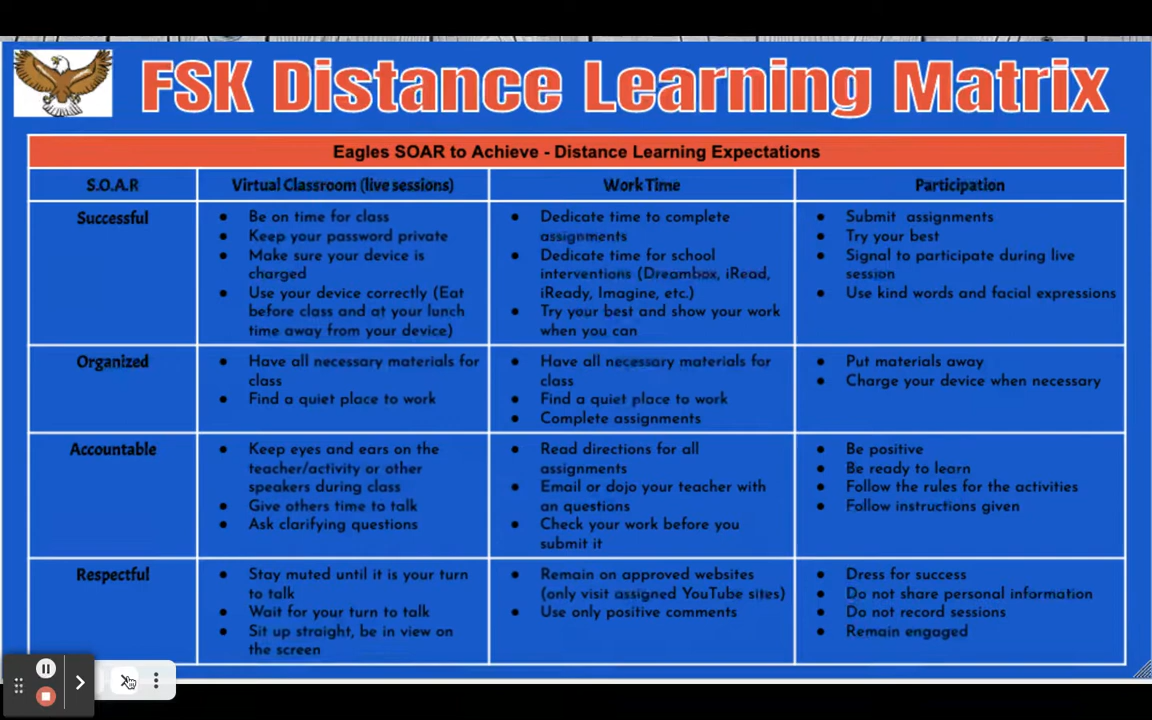 FSK Distance Learning Matrix
Eagles SOAR to Achieve - Distance Learning Expectations
S.O.A.R
Virtual Classroom (live sessions)
Work Time
Participation
Successful
Be on time for class
Keep your password private
Make sure your device is
charged
Use your device correctly (Eat
before class and at your lunch
time away from your device)
Dedicate time to complete
assignments
Dedicate time for school
interventions (Dreambox, iRead,
iReady, Imagine, etc.)
Try your best and show your work
when you can
Submit assignments
Try your best
Signal to participate during live
session
Use kind words and facial expressions
Organized
Have all necessary materials for
class
Find a quiet place to work
Have all necessary materials for
class
Find a quiet place to work
Complete assignments
Put materials away
Charge your device when necessary
Accountable
Keep eyes and ears on the
teacher/activity or other
speakers during class
Give others time to talk
Ask clarifying questions
Read directions for all
assignments
Email or dojo your teacher with
an questions
Check your work before you
submit it
Be positive
Be ready to learn
Follow the rules for the activities
Follow instructions given
Respectful
Stay muted until it is your turn
to talk
Wait for your turn to talk
Sit up straight, be in view on
the screen
Remain on approved websites
(only visit assigned YouTube sites)
Use only positive comments
Dress for success
Do not share personal information
Do not record sessions
Remain engaged